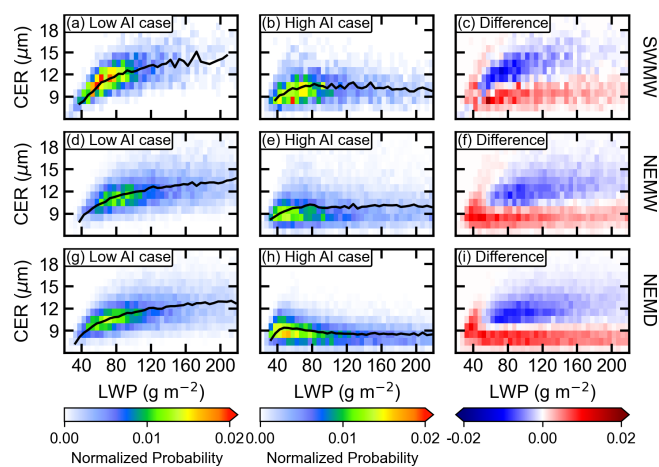 (a) Low AI case
(b) High AI case
(c) Difference
18
15
12
9
CER (μm)
SWMW
(d) Low AI case
(e) High AI case
(f) Difference
18
15
12
9
CER (μm)
NEMW
(g) Low AI case
(h) High AI case
(i) Difference
18
15
12
9
CER (μm)
NEMD
40 80 120 160 200
40 80 120 160 200
40 80 120 160 200
LWP (g m⁻²)
LWP (g m⁻²)
LWP (g m⁻²)
0.00 0.01 0.02
0.00 0.01 0.02
-0.02 0.00 0.02
Normalized Probability
Normalized Probability